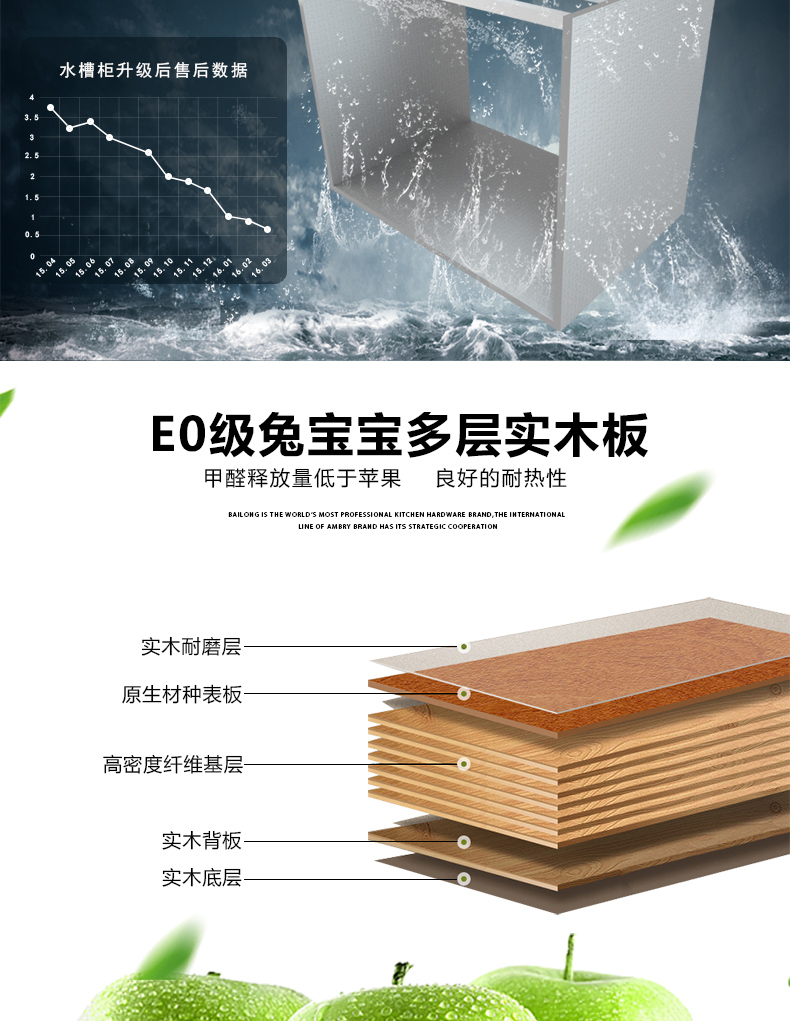 水槽柜升级后售后数据
4
3.5
3
2.5
2
1.5
1
0.5
0
15.04 15.05 15.06 15.07 15.08 15.09 15.10 15.11 15.12 16.01 16.02 16.03
E0级兔宝宝多层实木板
甲醛释放量低于苹果 良好的耐热性
BAILONG IS THE WORLD'S MOST PROFESSIONAL KITCHEN HARDWARE BRAND,THE INTERNATIONAL
LINE OF AMBRY BRAND HAS ITS STRATEGIC COOPERATION
实木耐磨层
原生材种表板
高密度纤维基层
实木背板
实木底层